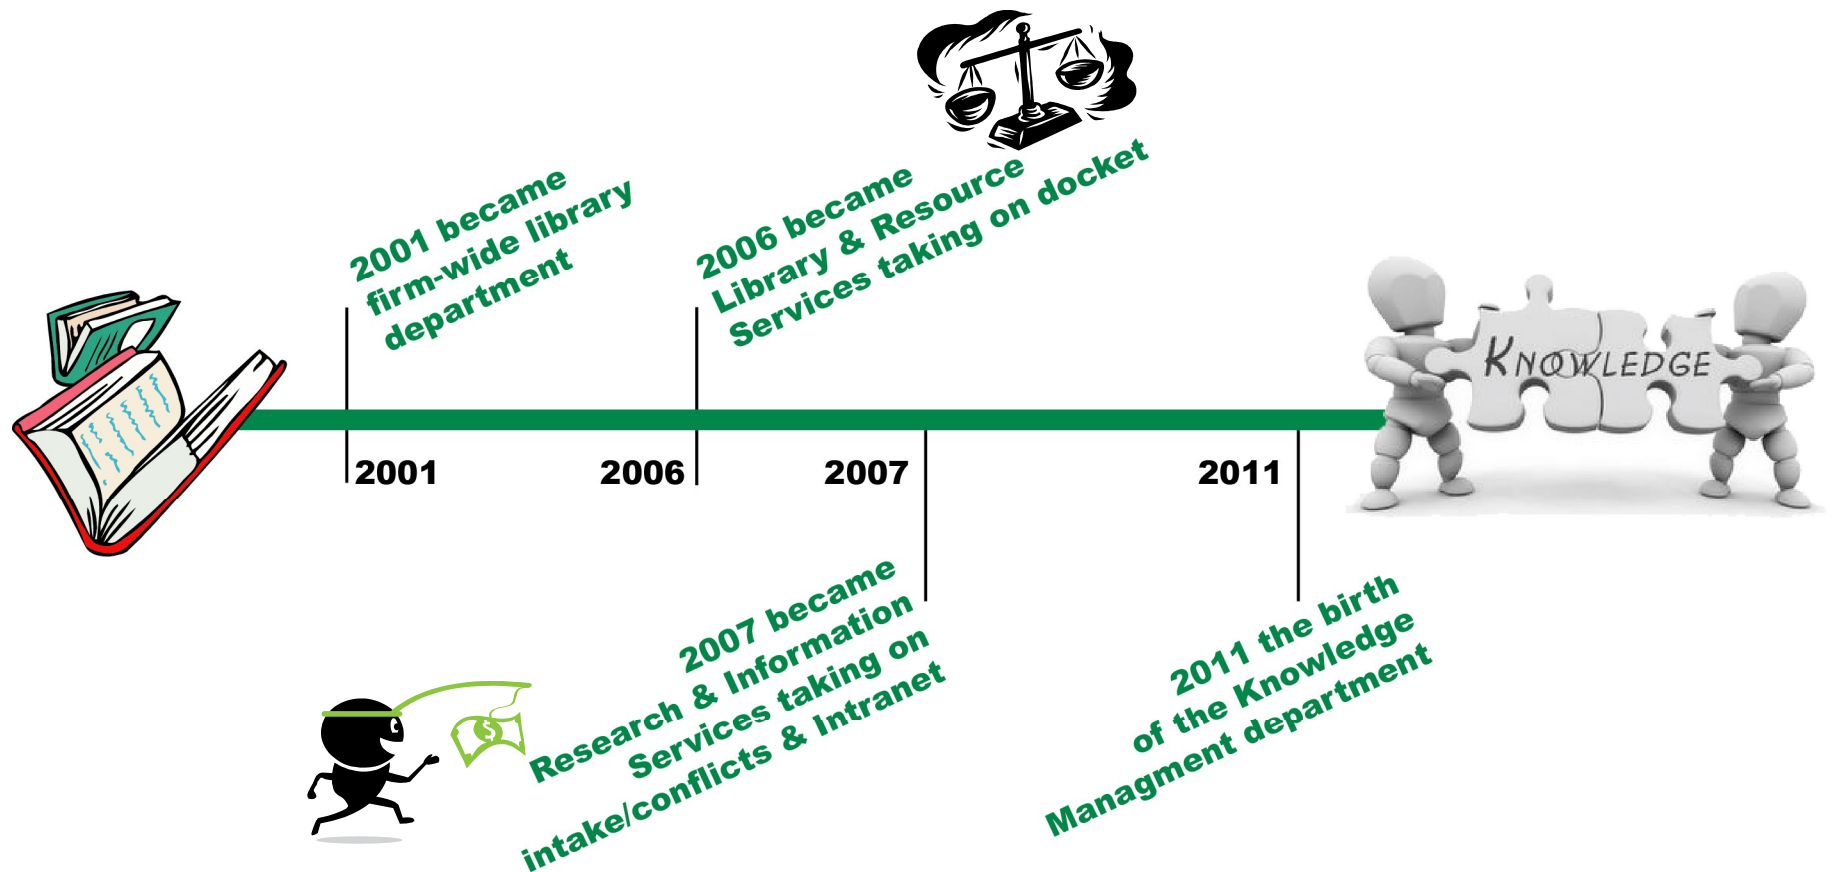 2001 became
firm-wide library
department
2006 became
Library & Resource
Services taking on docket
KNOWLEDGE
2001
2006
2007
2011
2007 became
Research & Information
Services taking on
intake/conflicts & Intranet
2011 the birth
of the Knowledge
Managment department